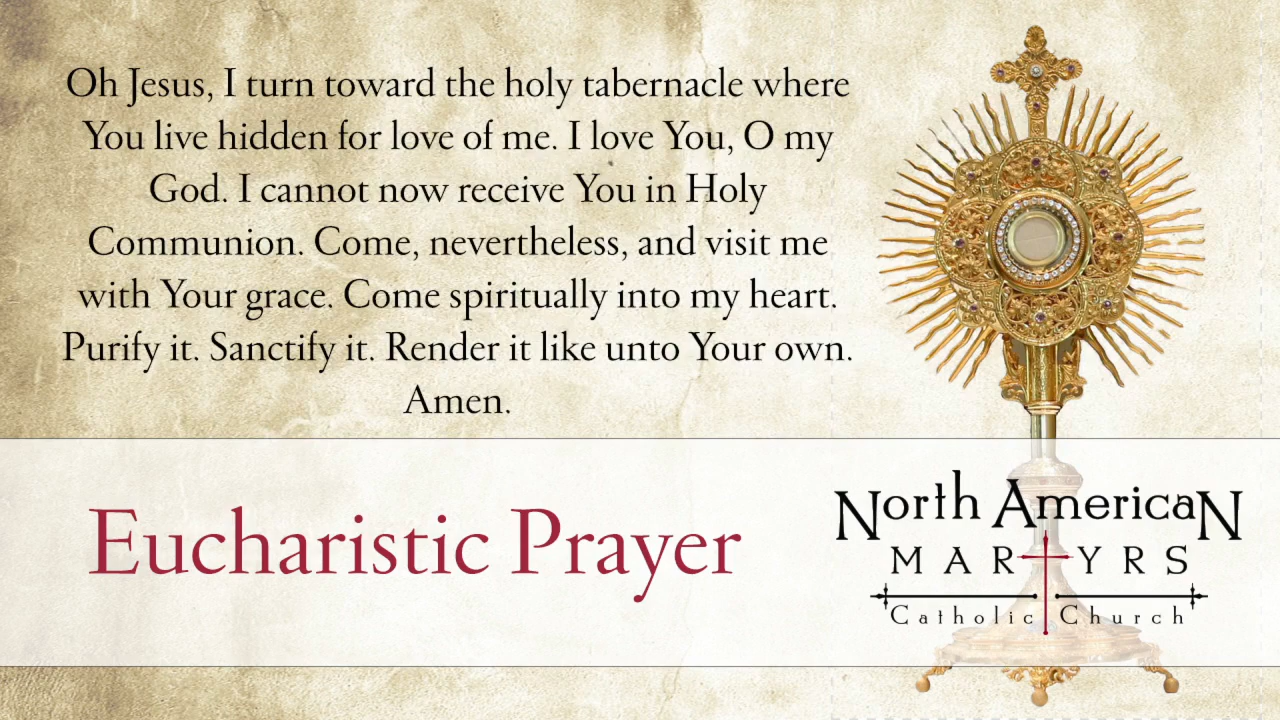 Oh Jesus, I turn toward the holy tabernacle where
You live hidden for love of me. I love You, O my
God. I cannot now receive You in Holy
Communion. Come, nevertheless, and visit me
with Your grace. Come spiritually into my heart.
Purify it. Sanctify it. Render it like unto Your own.
Amen.
Eucharistic Prayer
North American
MARTYRS
Catholic Church